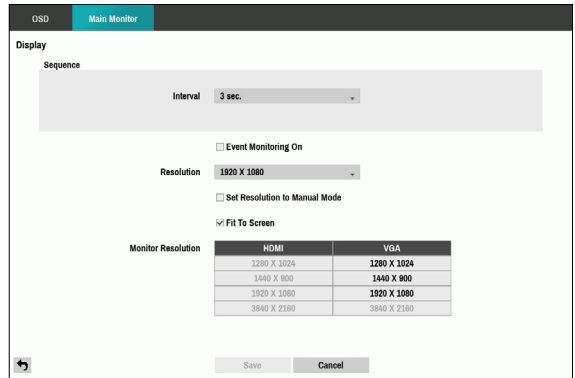 OSD Main Monitor
Display
Sequence
Interval 3 sec.
Event Monitoring On
Resolution 1920 X 1080
Set Resolution to Manual Mode
Fit To Screen
Monitor Resolution HDMI VGA
1280 X 1024 1280 X 1024
1440 X 900 1440 X 900
1920 X 1080 1920 X 1080
3840 X 2160 3840 X 2160
Save Cancel